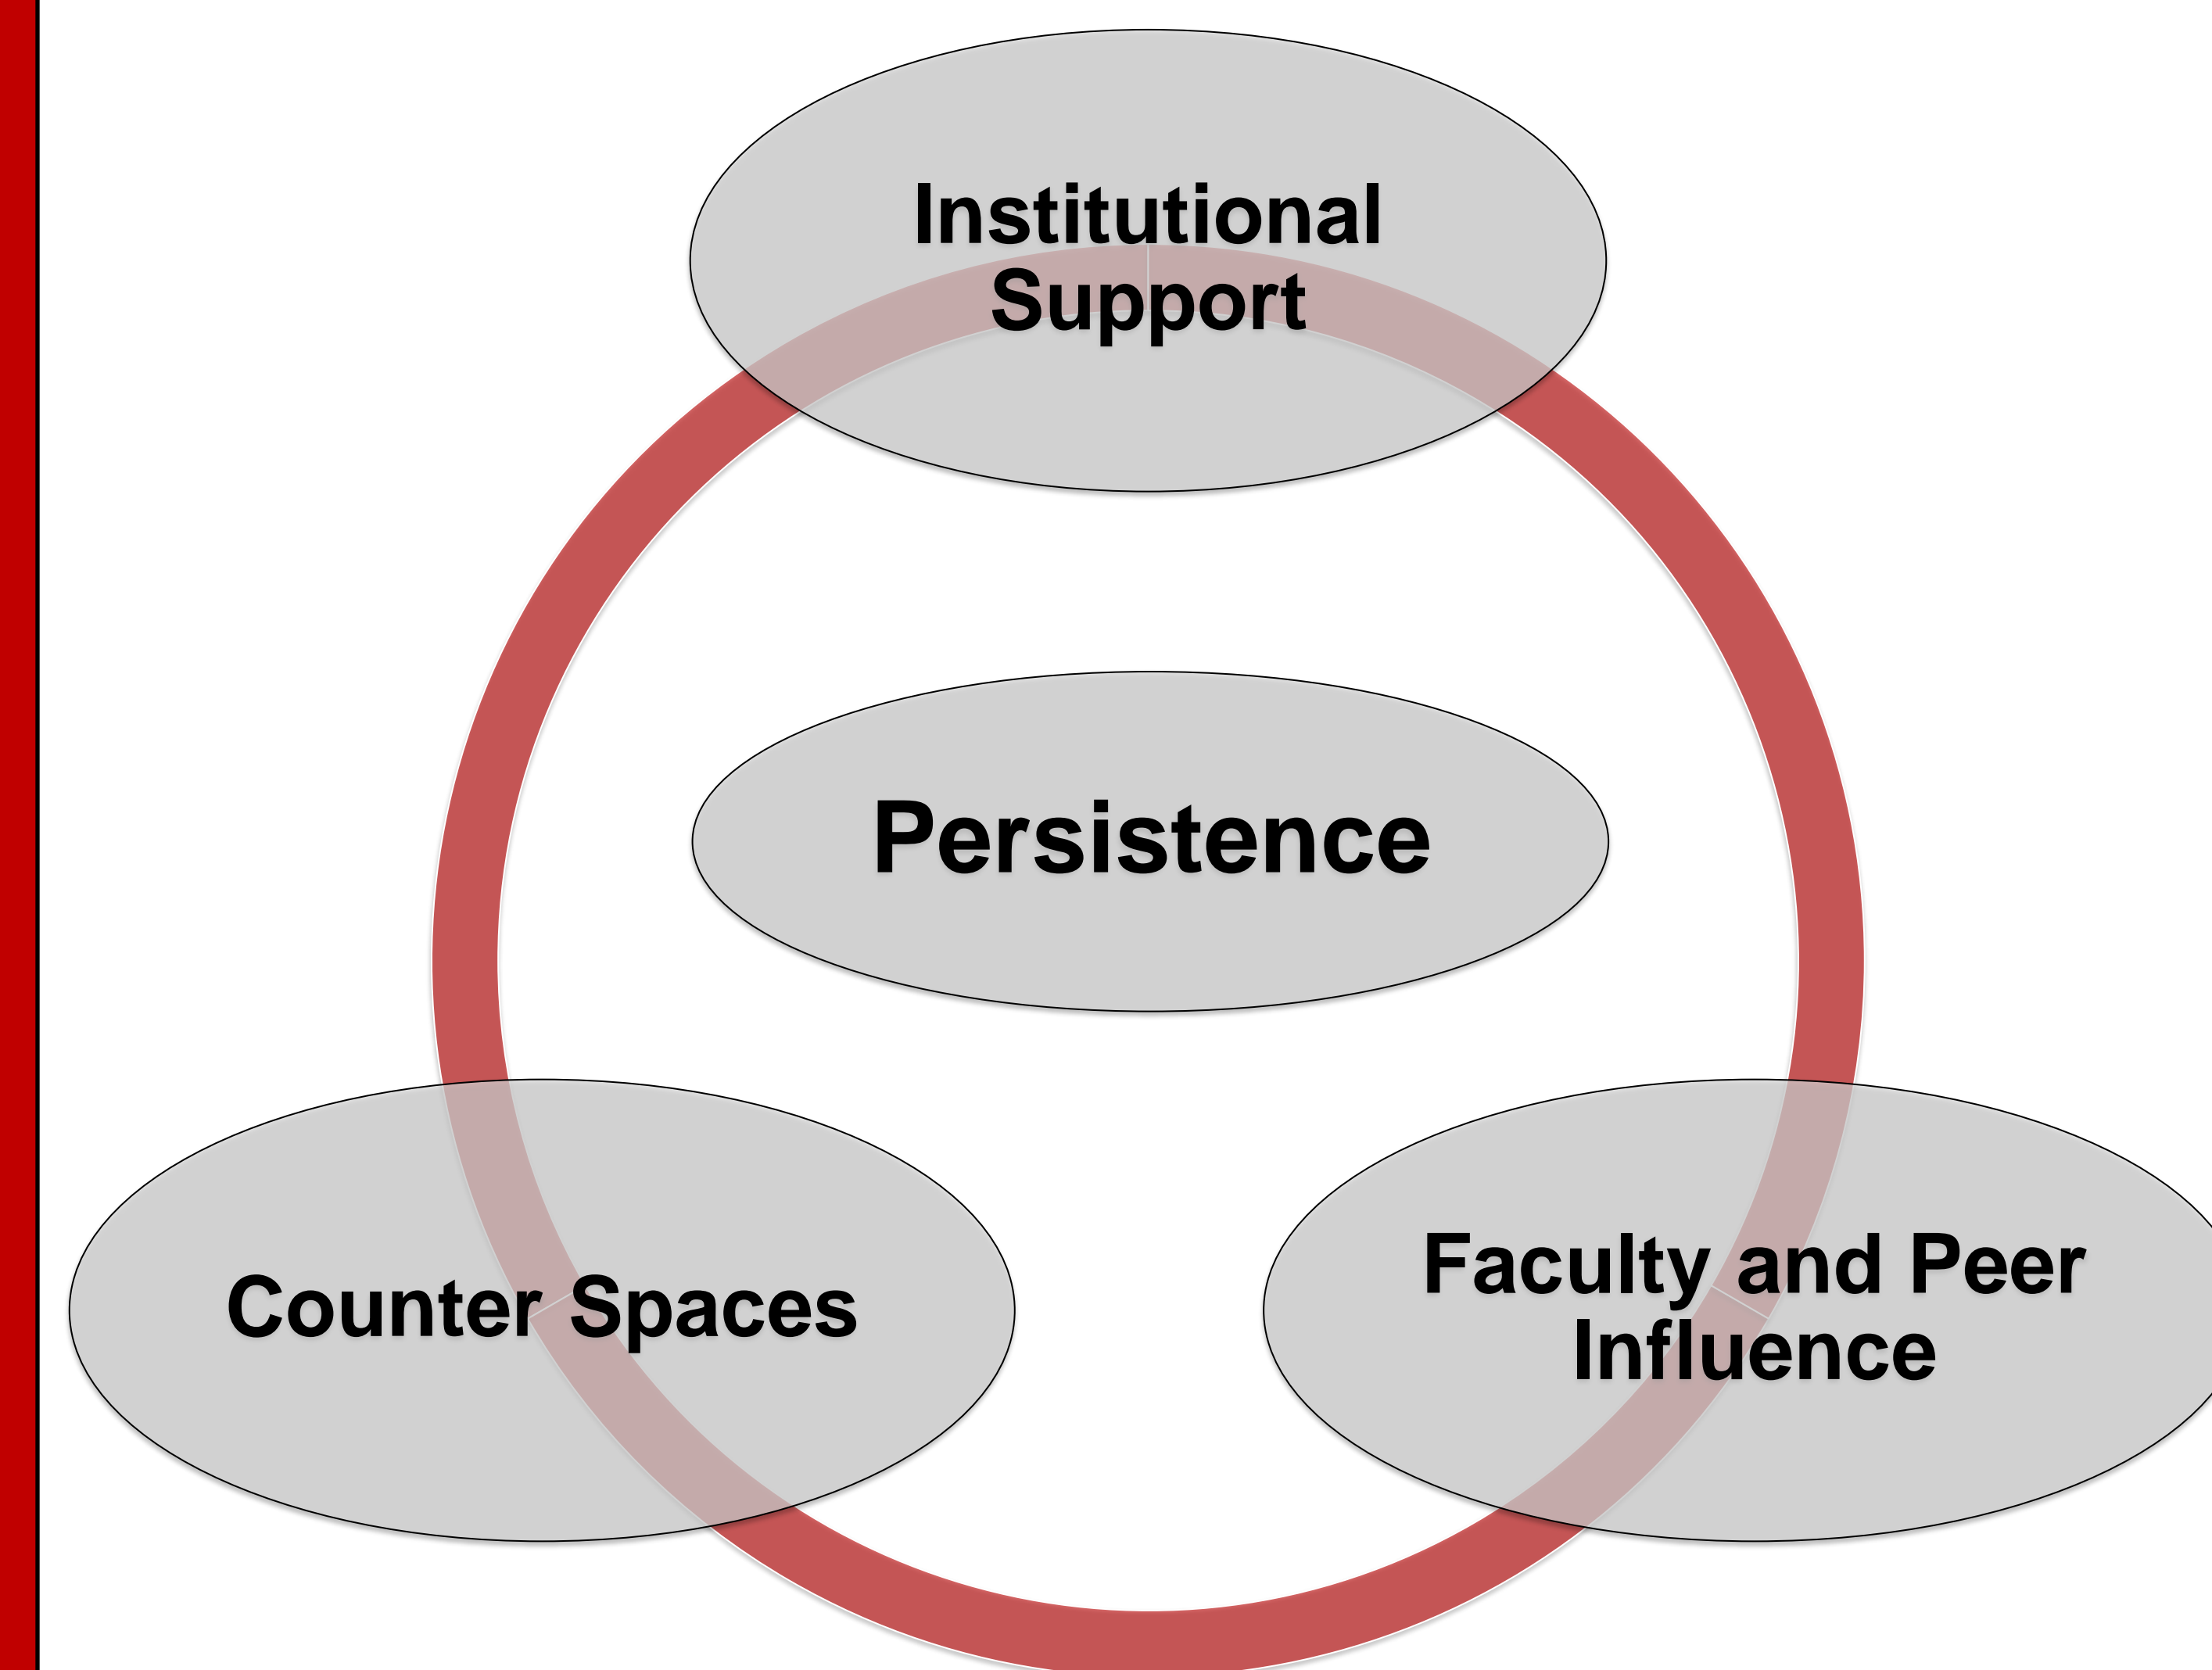 Institutional
Support
Persistence
Counter Spaces
Faculty and Peer
Influence